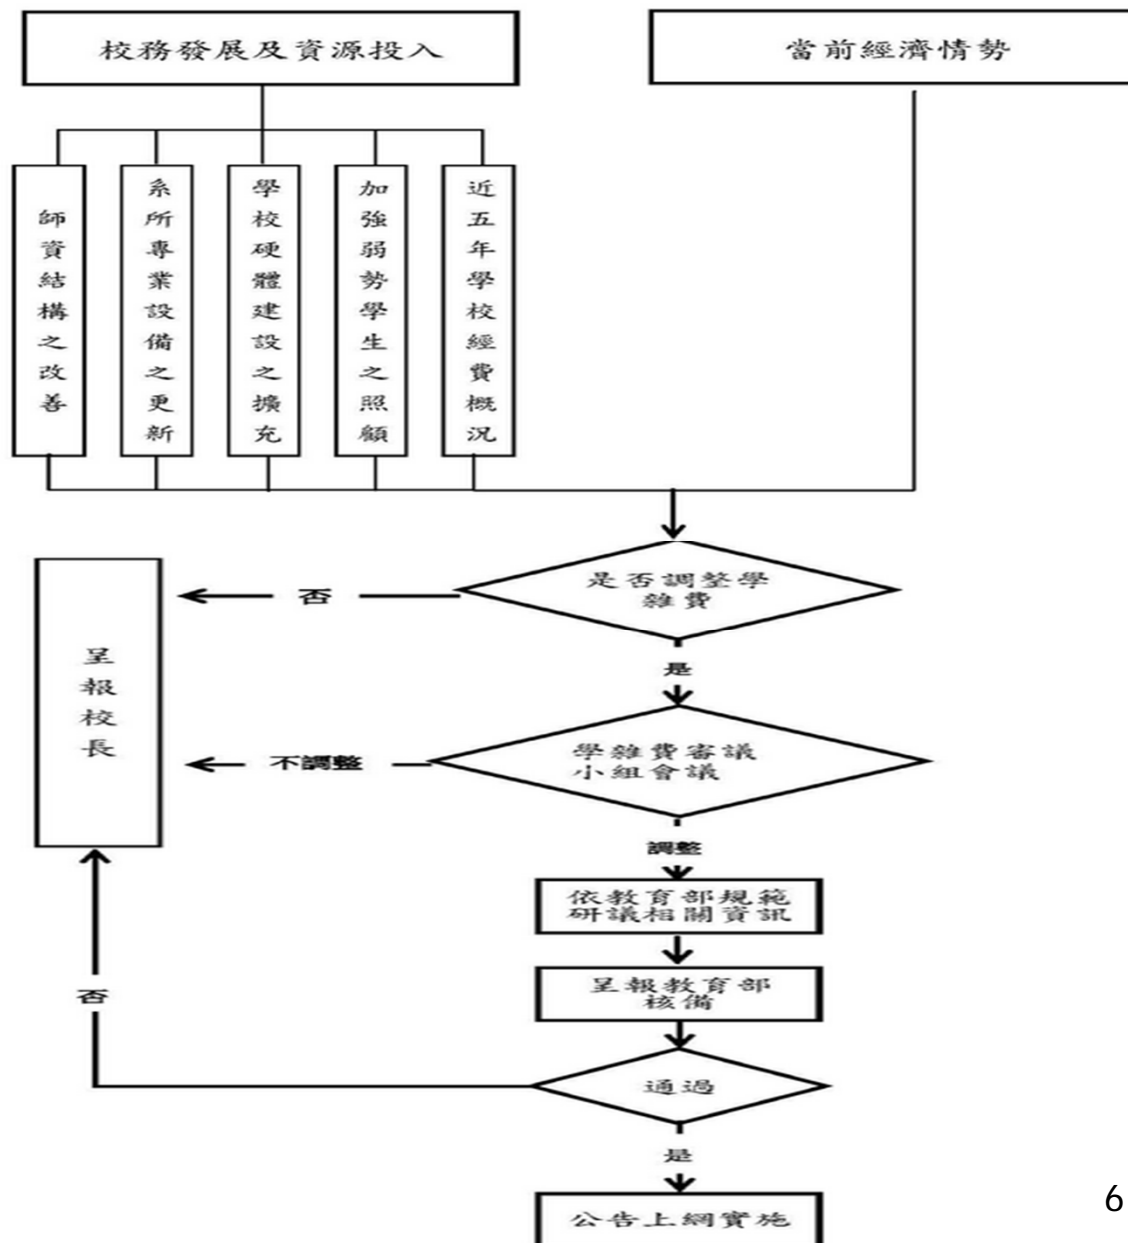 校務發展及資源投入
當前經濟情勢
師資結構之改善
系所專業設備之更新
學校硬體建設之擴充
加強弱勢學生之照顧
近五年學校經費概況
是否調整學
雜費
否
是
呈報校長
學雜費審議
小組會議
不調整
調整
依教育部規範
研議相關資訊
呈報教育部
核備
否
通過
是
公告上網實施
6